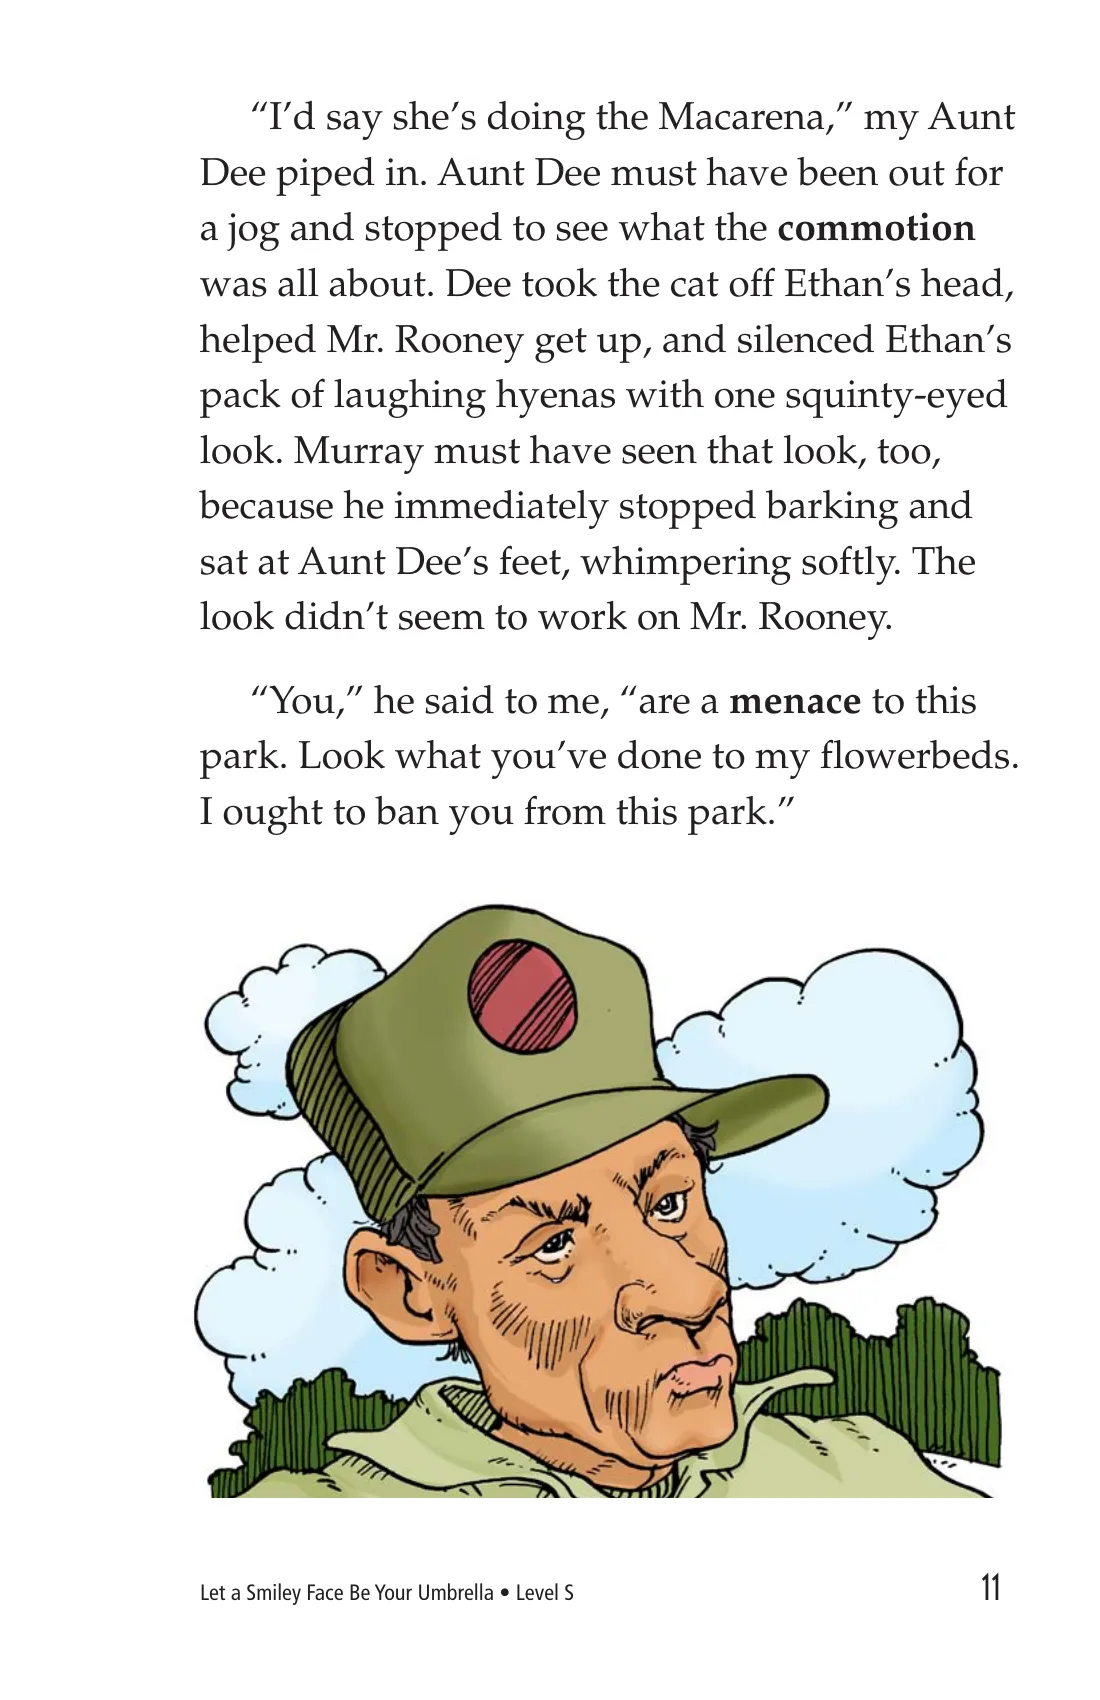 “I’d say she’s doing the Macarena,” my Aunt
Dee piped in. Aunt Dee must have been out for
a jog and stopped to see what the commotion
was all about. Dee took the cat off Ethan’s head,
helped Mr. Rooney get up, and silenced Ethan’s
pack of laughing hyenas with one squinty-eyed
look. Murray must have seen that look, too,
because he immediately stopped barking and
sat at Aunt Dee’s feet, whimpering softly. The
look didn’t seem to work on Mr. Rooney.
“You,” he said to me, “are a menace to this
park. Look what you’ve done to my flowerbeds.
I ought to ban you from this park.”
Let a Smiley Face Be Your Umbrella • Level S
11